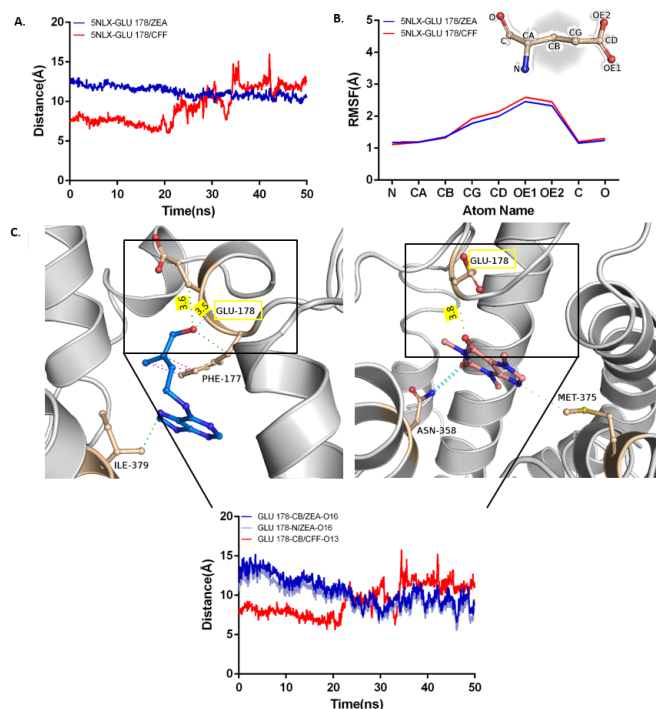 A.
5NLX-GLU 178/ZEA
5NLX-GLU 178/CFF
Distance(Å)
20
15
10
5
0
0 10 20 30 40 50
Time(ns)
B.
5NLX-GLU 178/ZEA
5NLX-GLU 178/CFF
O
C
CA
N
CB
CG
CD
OE2
OE1
RMSF(Å)
5
4
3
2
1
0
N CA CB CG CD OE1 OE2 C O
Atom Name
C.
3.6
3.5
GLU-178
PHE-177
ILE-379
GLU-178
3.8
ASN-358
MET-375
GLU 178-CB/ZEA-O16
GLU 178-N/ZEA-O16
GLU 178-CB/CFF-O13
Distance(Å)
20
15
10
5
0
0 10 20 30 40 50
Time(ns)